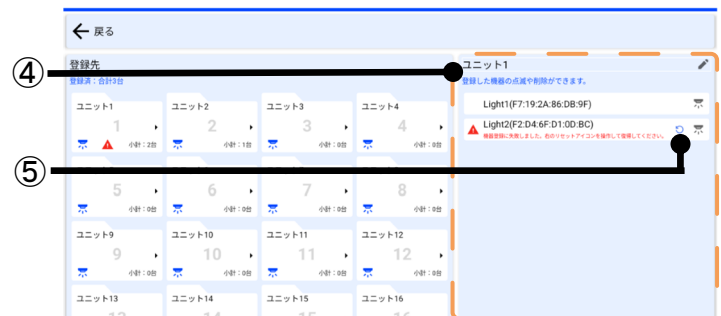 戻る
登録先
登録済：合計3台
④
ユニット1
1
小計：2台
ユニット2
2
小計：1台
ユニット3
3
小計：0台
ユニット4
4
小計：0台
⑤
5
小計：0台
6
小計：0台
7
小計：0台
8
小計：0台
ユニット9
9
小計：0台
ユニット10
10
小計：0台
ユニット11
11
小計：0台
ユニット12
12
小計：0台
ユニット13
ユニット14
ユニット15
ユニット16
ユニット1
登録した機器の点滅や削除ができます。
Light1(F7:19:2A:86:DB:9F)
Light2(F2:D4:6F:D1:0D:BC)
機器登録に失敗しました。右のリセットアイコンを操作して復帰してください。